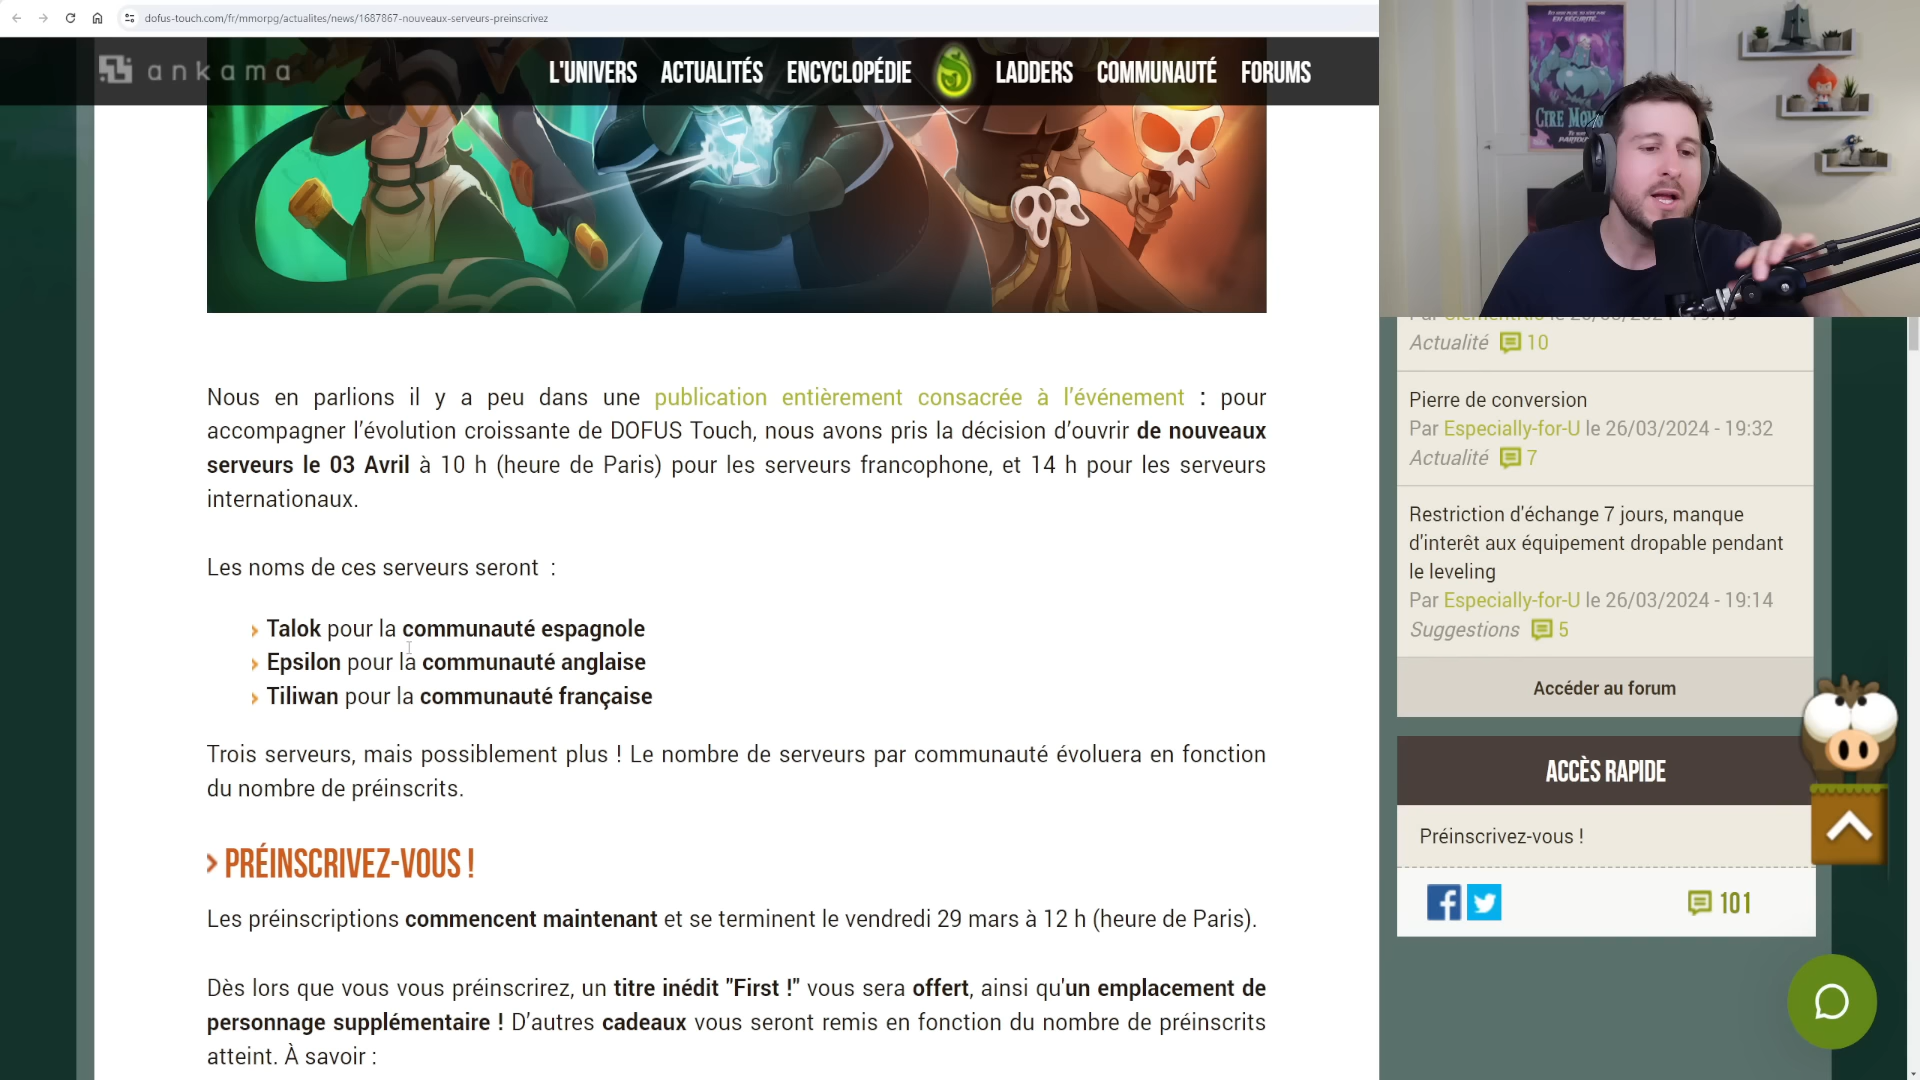 dofus-touch.com/fr/mmorpg/actualites/news/1687867-nouveaux-serveurs-preinscrivez
ankama
L'UNIVERS ACTUALITÉS ENCYCLOPÉDIE LADDERS COMMUNAUTÉ FORUMS
EN SÉCURITÉ...
CIRE MOMO
PARTOUT
Nous en parlions il y a peu dans une publication entièrement consacrée à l'événement : pour
accompagner l'évolution croissante de DOFUS Touch, nous avons pris la décision d'ouvrir de nouveaux
serveurs le 03 Avril à 10 h (heure de Paris) pour les serveurs francophone, et 14 h pour les serveurs
internationaux.
Les noms de ces serveurs seront :
Talok pour la communauté espagnole
Epsilon pour la communauté anglaise
Tiliwan pour la communauté française
Trois serveurs, mais possiblement plus ! Le nombre de serveurs par communauté évoluera en fonction
du nombre de préinscrits.
> PRÉINSCRIVEZ-VOUS !
Les préinscriptions commencent maintenant et se terminent le vendredi 29 mars à 12 h (heure de Paris).
Dès lors que vous vous préinscrirez, un titre inédit "First !" vous sera offert, ainsi qu'un emplacement de
personnage supplémentaire ! D'autres cadeaux vous seront remis en fonction du nombre de préinscrits
atteint. À savoir :
Actualité 10
Pierre de conversion
Par Especially-for-U le 26/03/2024 - 19:32
Actualité 7
Restriction d'échange 7 jours, manque
d'interêt aux équipement dropable pendant
le leveling
Par Especially-for-U le 26/03/2024 - 19:14
Suggestions 5
Accéder au forum
ACCÈS RAPIDE
Préinscrivez-vous !
101